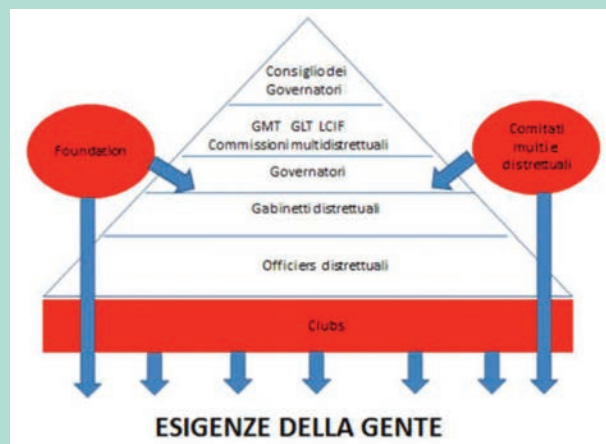 Consiglio dei
Governatori
GMT GLT LCIF
Commissioni multidistrettuali
Foundation
Comitati
multi e
distrettuali
Governatori
Gabinetti distrettuali
Officiers distrettuali
Clubs
ESIGENZE DELLA GENTE